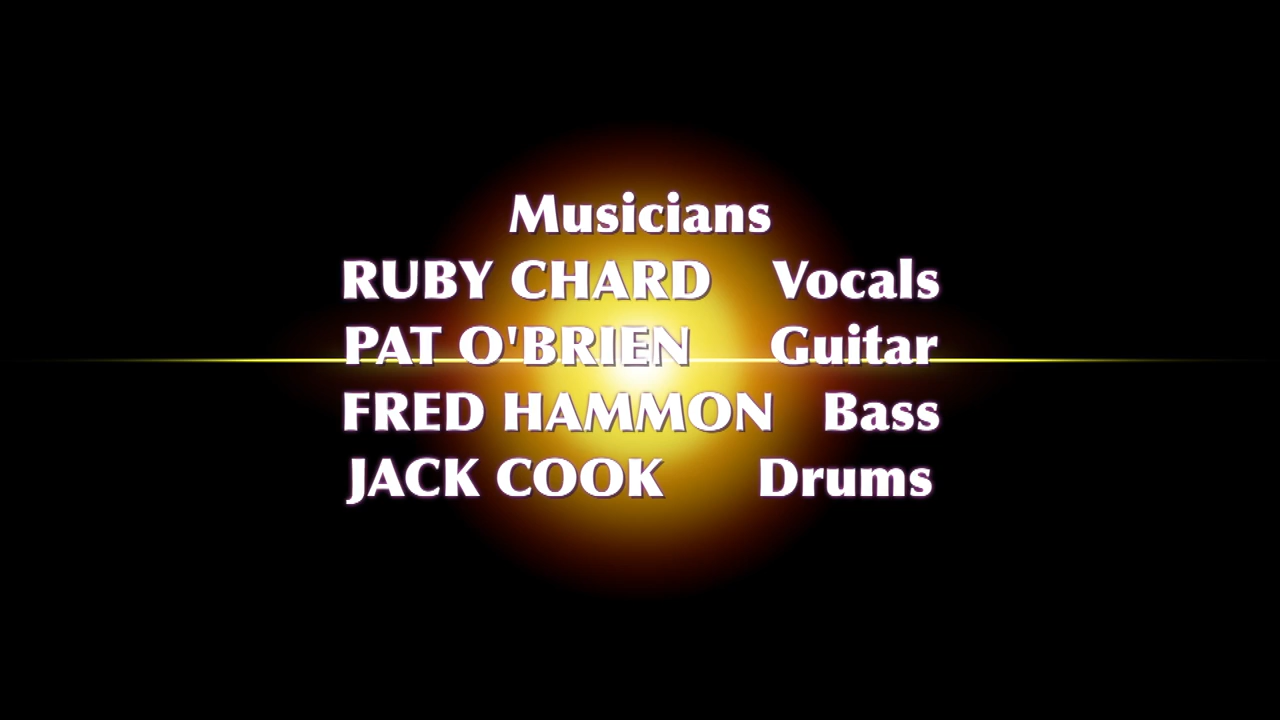 Musicians
RUBY CHARD Vocals
PAT O'BRIEN Guitar
FRED HAMMON Bass
JACK COOK Drums